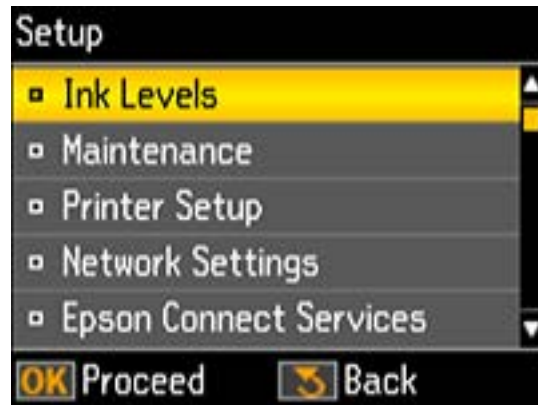 Setup
Ink Levels
Maintenance
Printer Setup
Network Settings
Epson Connect Services
OK Proceed Back